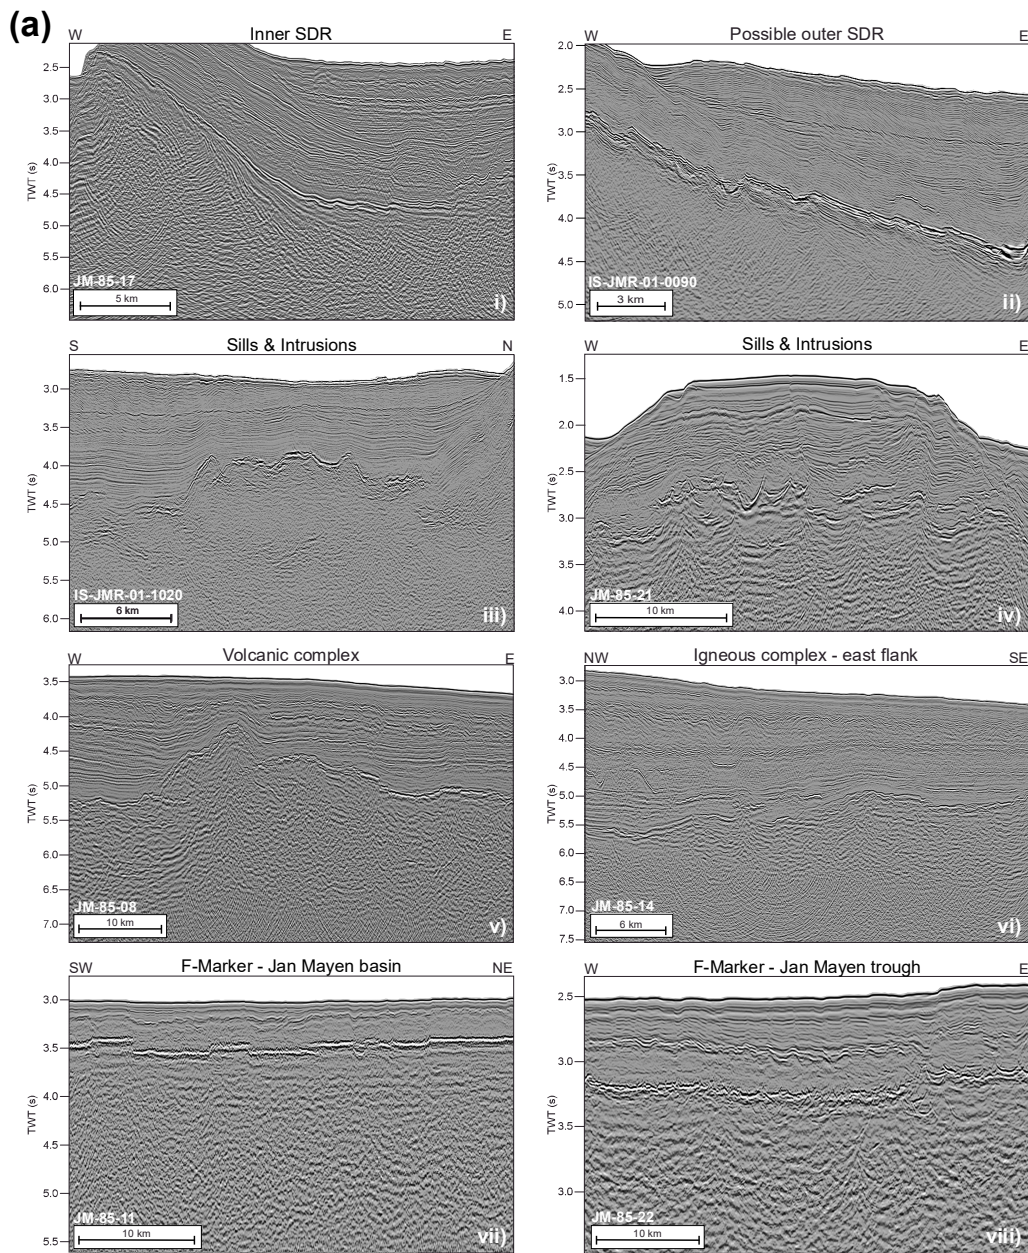 (a)
W Inner SDR E
2.5
3.0
3.5
4.0
4.5
5.0
5.5
6.0
TWT (s)
JM-85-17
5 km
i)
W Possible outer SDR E
2.0
2.5
3.0
3.5
4.0
4.5
5.0
TWT (s)
IS-JMR-01-0090
3 km
ii)
S Sills & Intrusions N
3.0
3.5
4.0
4.5
5.0
5.5
6.0
TWT (s)
IS-JMR-01-1020
6 km
iii)
W Sills & Intrusions E
1.5
2.0
2.5
3.0
3.5
4.0
TWT (s)
JM-85-21
10 km
iv)
W Volcanic complex E
3.5
4.0
4.5
5.0
5.5
6.0
6.5
7.0
TWT (s)
JM-85-08
10 km
v)
NW Igneous complex - east flank SE
3.0
3.5
4.0
4.5
5.0
5.5
6.0
6.5
7.0
7.5
TWT (s)
JM-85-14
6 km
vi)
SW F-Marker - Jan Mayen basin NE
3.0
3.5
4.0
4.5
5.0
5.5
TWT (s)
JM-85-11
10 km
vii)
W F-Marker - Jan Mayen trough E
2.5
3.0
3.5
3.0
TWT (s)
JM-85-22
10 km
viii)